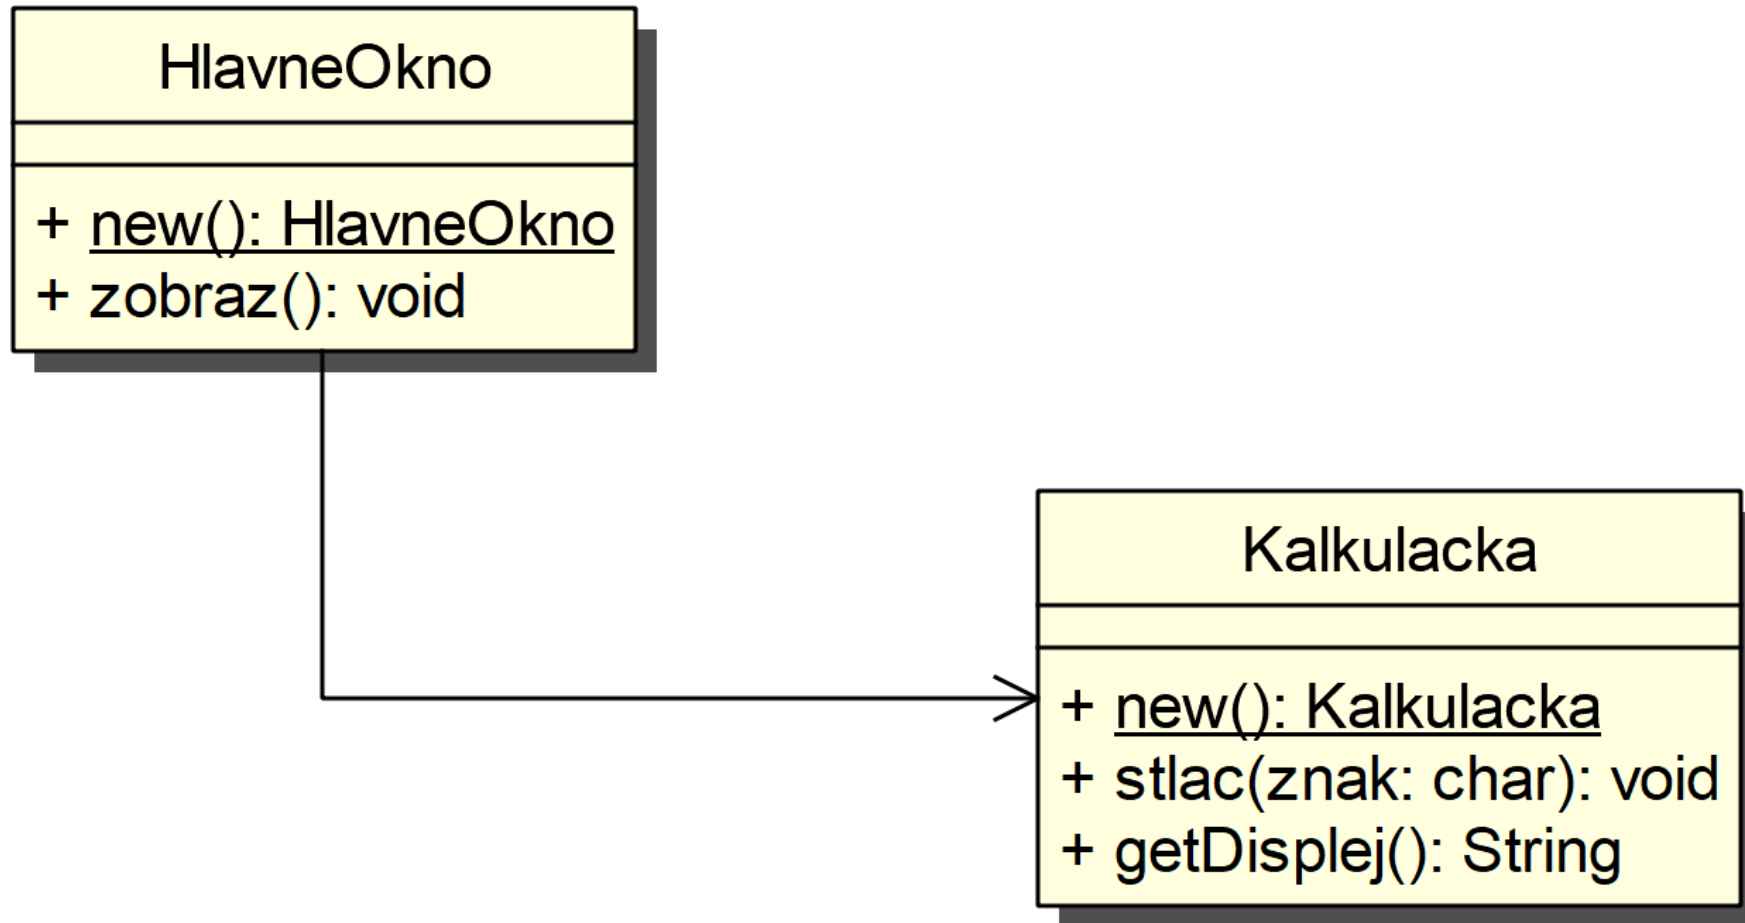 HlavneOkno
+ new(): HlavneOkno
+ zobraz(): void
Kalkulacka
+ new(): Kalkulacka
+ stlac(znak: char): void
+ getDisplej(): String